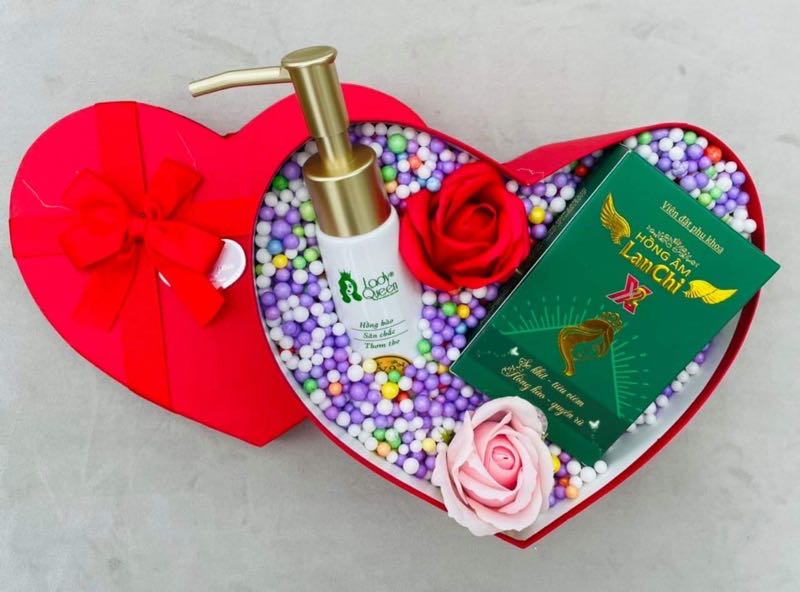 Lady®
Queen
Hồng hào
Săn chắc
Thơm tho
Viên đặt phụ khoa
HỒNG ÂM
Lan Chi
X2
Se khít - tiêu viêm
Hồng hào - quyến rũ